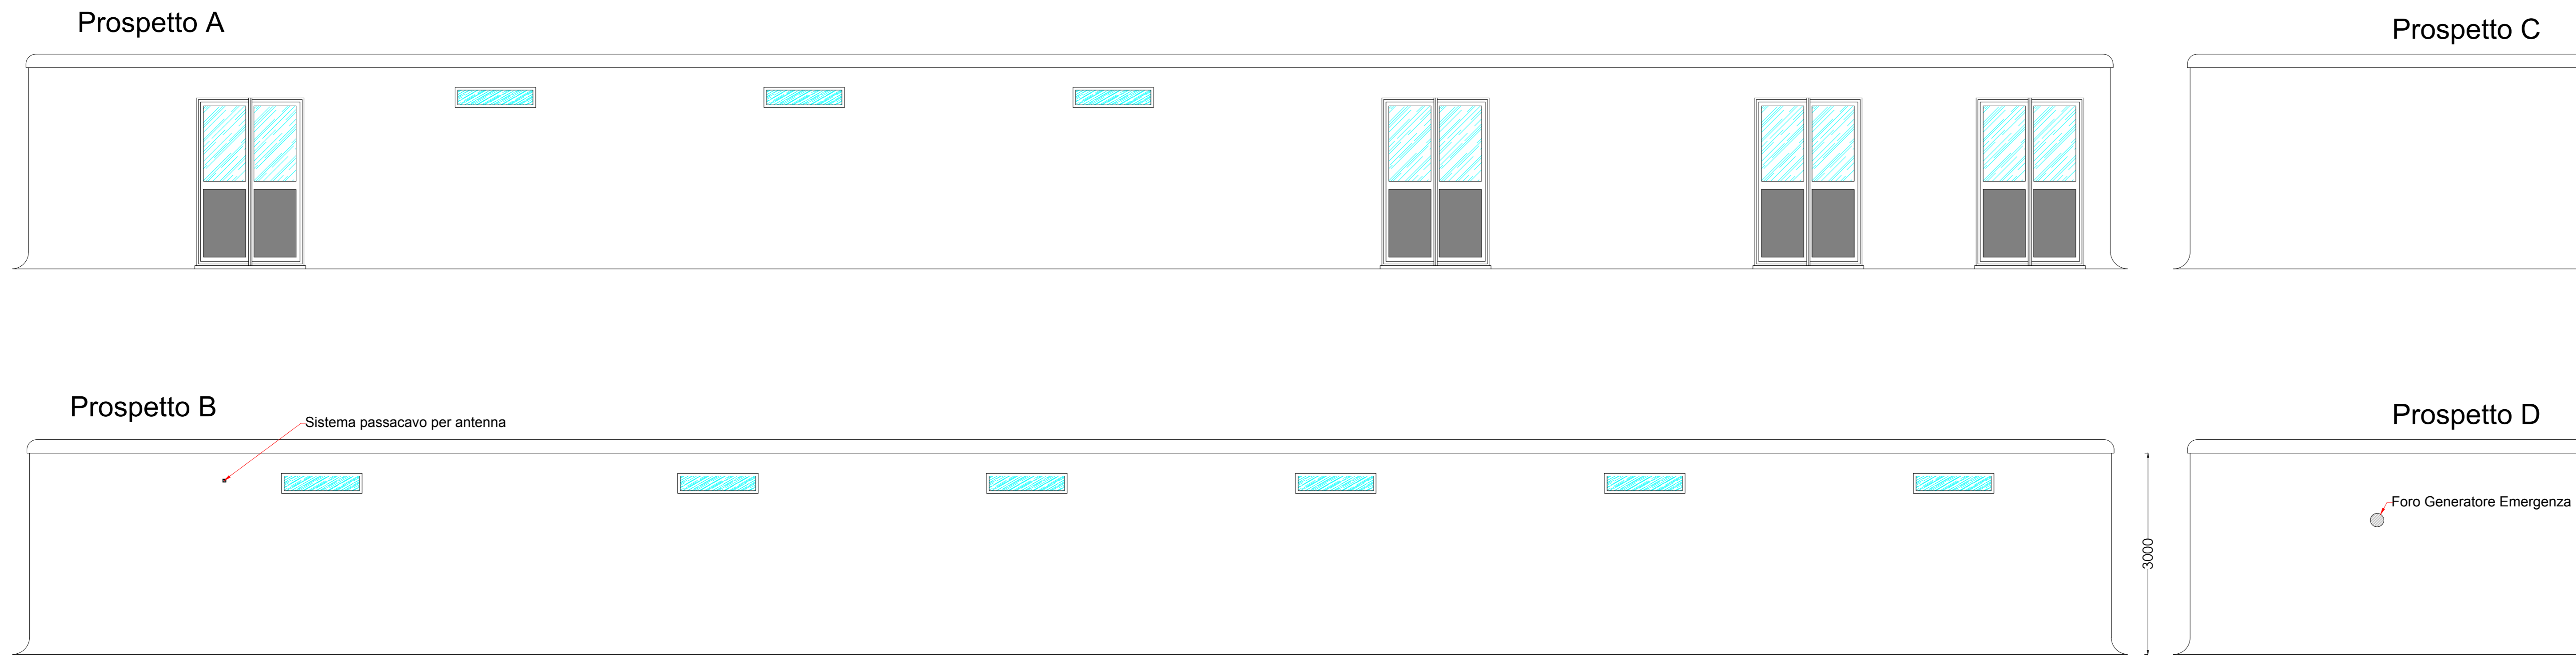 Prospetto A
Prospetto C
Prospetto B
Sistema passacavo per antenna
Prospetto D
Foro Generatore Emergenza
3000